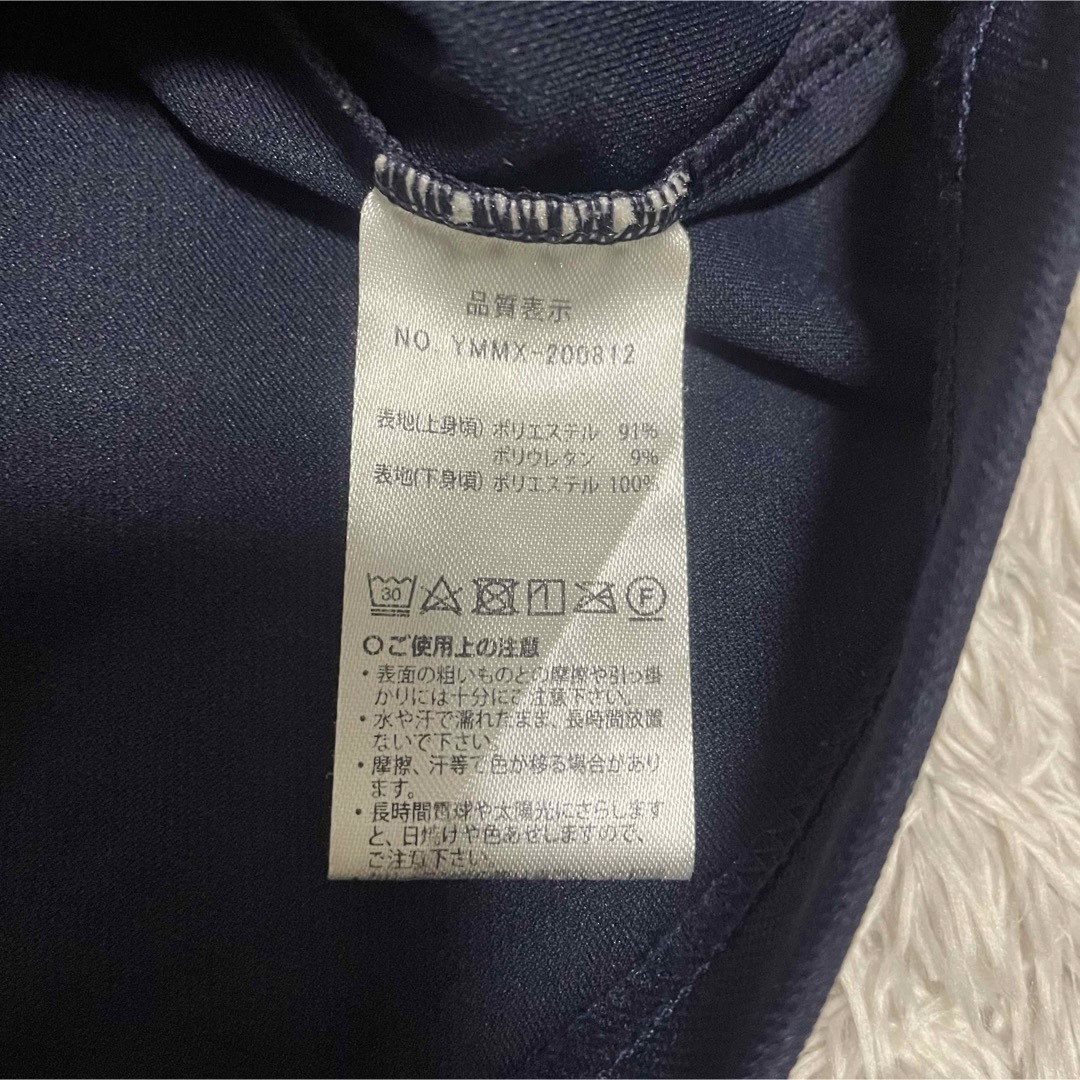 品質表示
NO. YMMX-200812
表地(上身頃) ポリエステル 91%
ポリウレタン 9%
表地(下身頃) ポリエステル 100%
30 F
○ご使用上の注意
・表面の粗いものとの摩擦や引っ掛
かりには十分にご注意下さい。
・水や汗で濡れたまま、長時間放置
ないで下さい。
・摩擦、汗等で色が移る場合があり
ます。
・長時間電球や太陽光にさらしますと
と、日焼けや色あせしますので、
ご注意下さい。